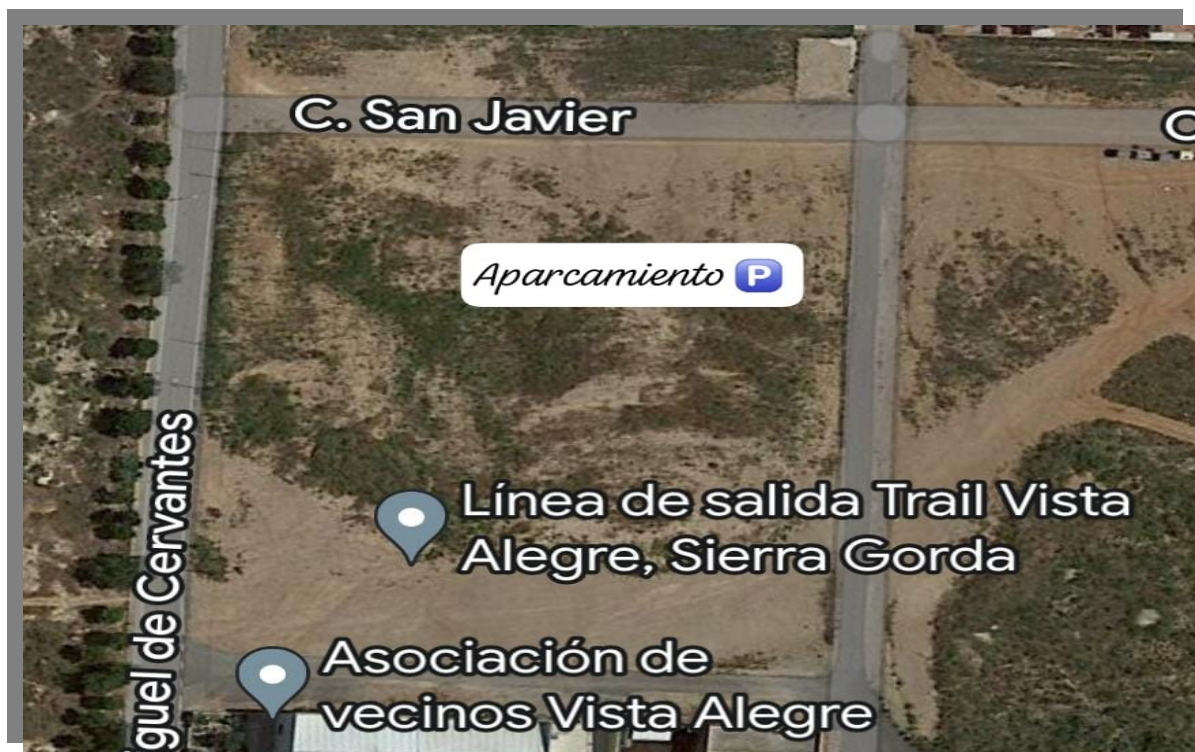 C. San Javier
C
Aparcamiento 🅿️
Línea de salida Trail Vista
Alegre, Sierra Gorda
guel de Cervantes
Asociación de
vecinos Vista Alegre